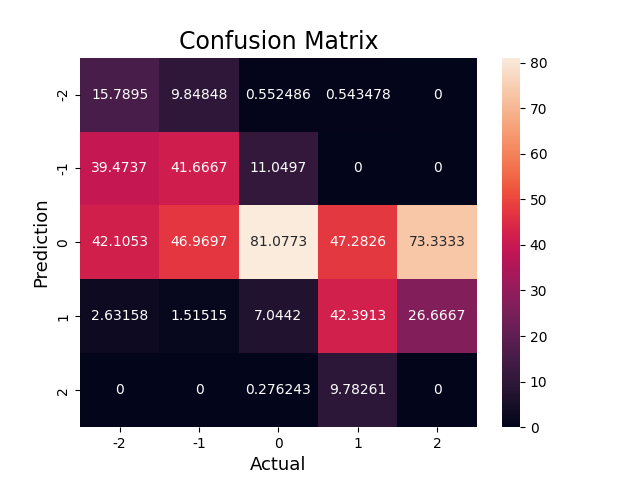 Confusion Matrix
Prediction
-2 15.7895 9.84848 0.552486 0.543478 0
-1 39.4737 41.6667 11.0497 0 0
0 42.1053 46.9697 81.0773 47.2826 73.3333
1 2.63158 1.51515 7.0442 42.3913 26.6667
2 0 0 0.276243 9.78261 0
-2 -1 0 1 2
Actual
80
70
60
50
40
30
20
10
0